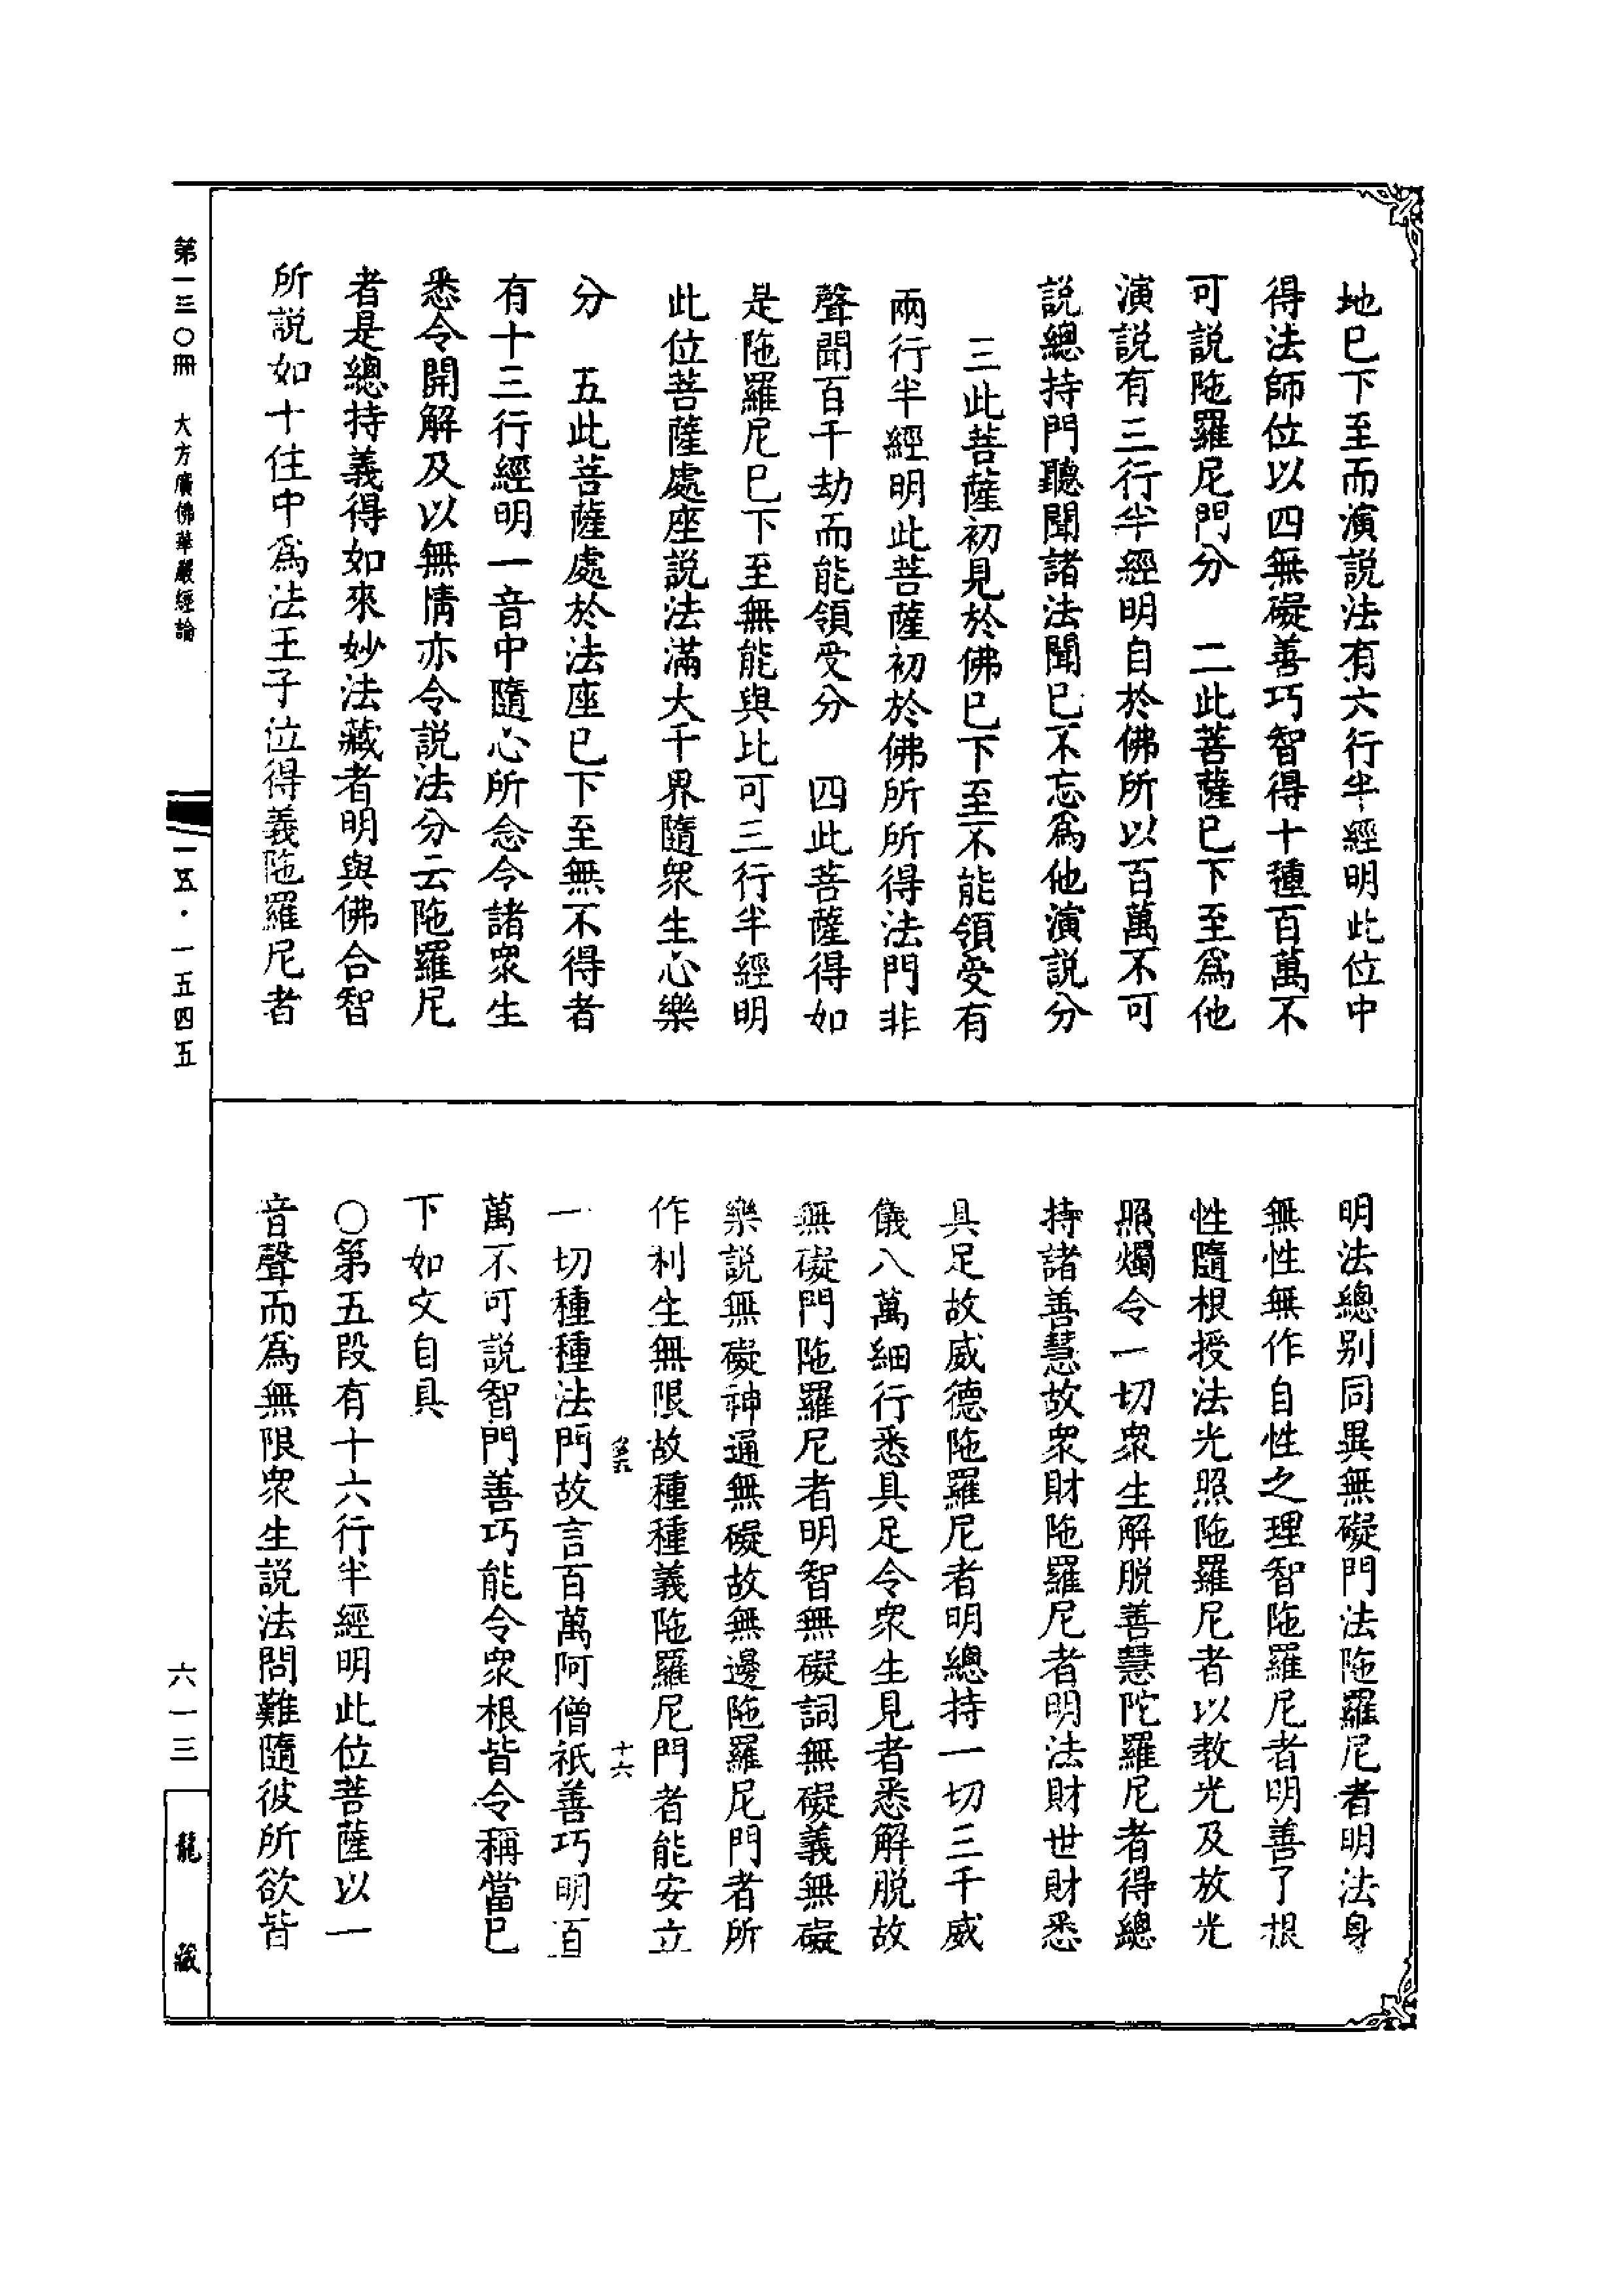 地已下至而演說法有六行半經明此位中
得法師位以四無礙善巧智得十種百萬不
可說陁羅尼門分　二此菩薩已下至爲他
演說有三行半經明自於佛所以百萬不可
說總持門聽聞諸法聞已不忘爲他演說分
三此菩薩初見於佛已下至不能領受有
兩行半經明此菩薩初於佛所所得法門非
聲聞百千劫而能領受分　四此菩薩得如
是陁羅尼已下至無能與比可三行半經明
此位菩薩處座說法滿大千界隨衆生心樂
分　五此菩薩處於法座已下至無不得者
有十三行經明一音中隨心所念令諸衆生
悉令開解及以無情亦令說法分云陁羅尼
者是總持義得如來妙法藏者明與佛合智
所說如十住中爲法王子位得義陁羅尼者
明法總別同異無礙門法陁羅尼者明法身
無性無作自性之理智陁羅尼者明善了根
性隨根授法光照陁羅尼者以教光及放光
照燭令一切衆生解脫善慧陀羅尼者得總
持諸善慧故衆財陁羅尼者明法財世財悉
具足故威德陁羅尼者明總持一切三千威
儀八萬細行悉具足令衆生見者悉解脫故
無礙門陁羅尼者明智無礙詞無礙義無礙
樂說無礙神通無礙故無邊陁羅尼門者所
作利生無限故種種義陁羅尼門者能安立
十六
一切種種法門故言百萬阿僧祇善巧明百
萬不可說智門善巧能令衆根皆令稱當已
下如文自具
○第五段有十六行半經明此位菩薩以一
音聲而爲無限衆生說法問難隨彼所欲皆
第一三〇冊　大方廣佛華嚴經論
一五·一五四五
六一三
龍藏